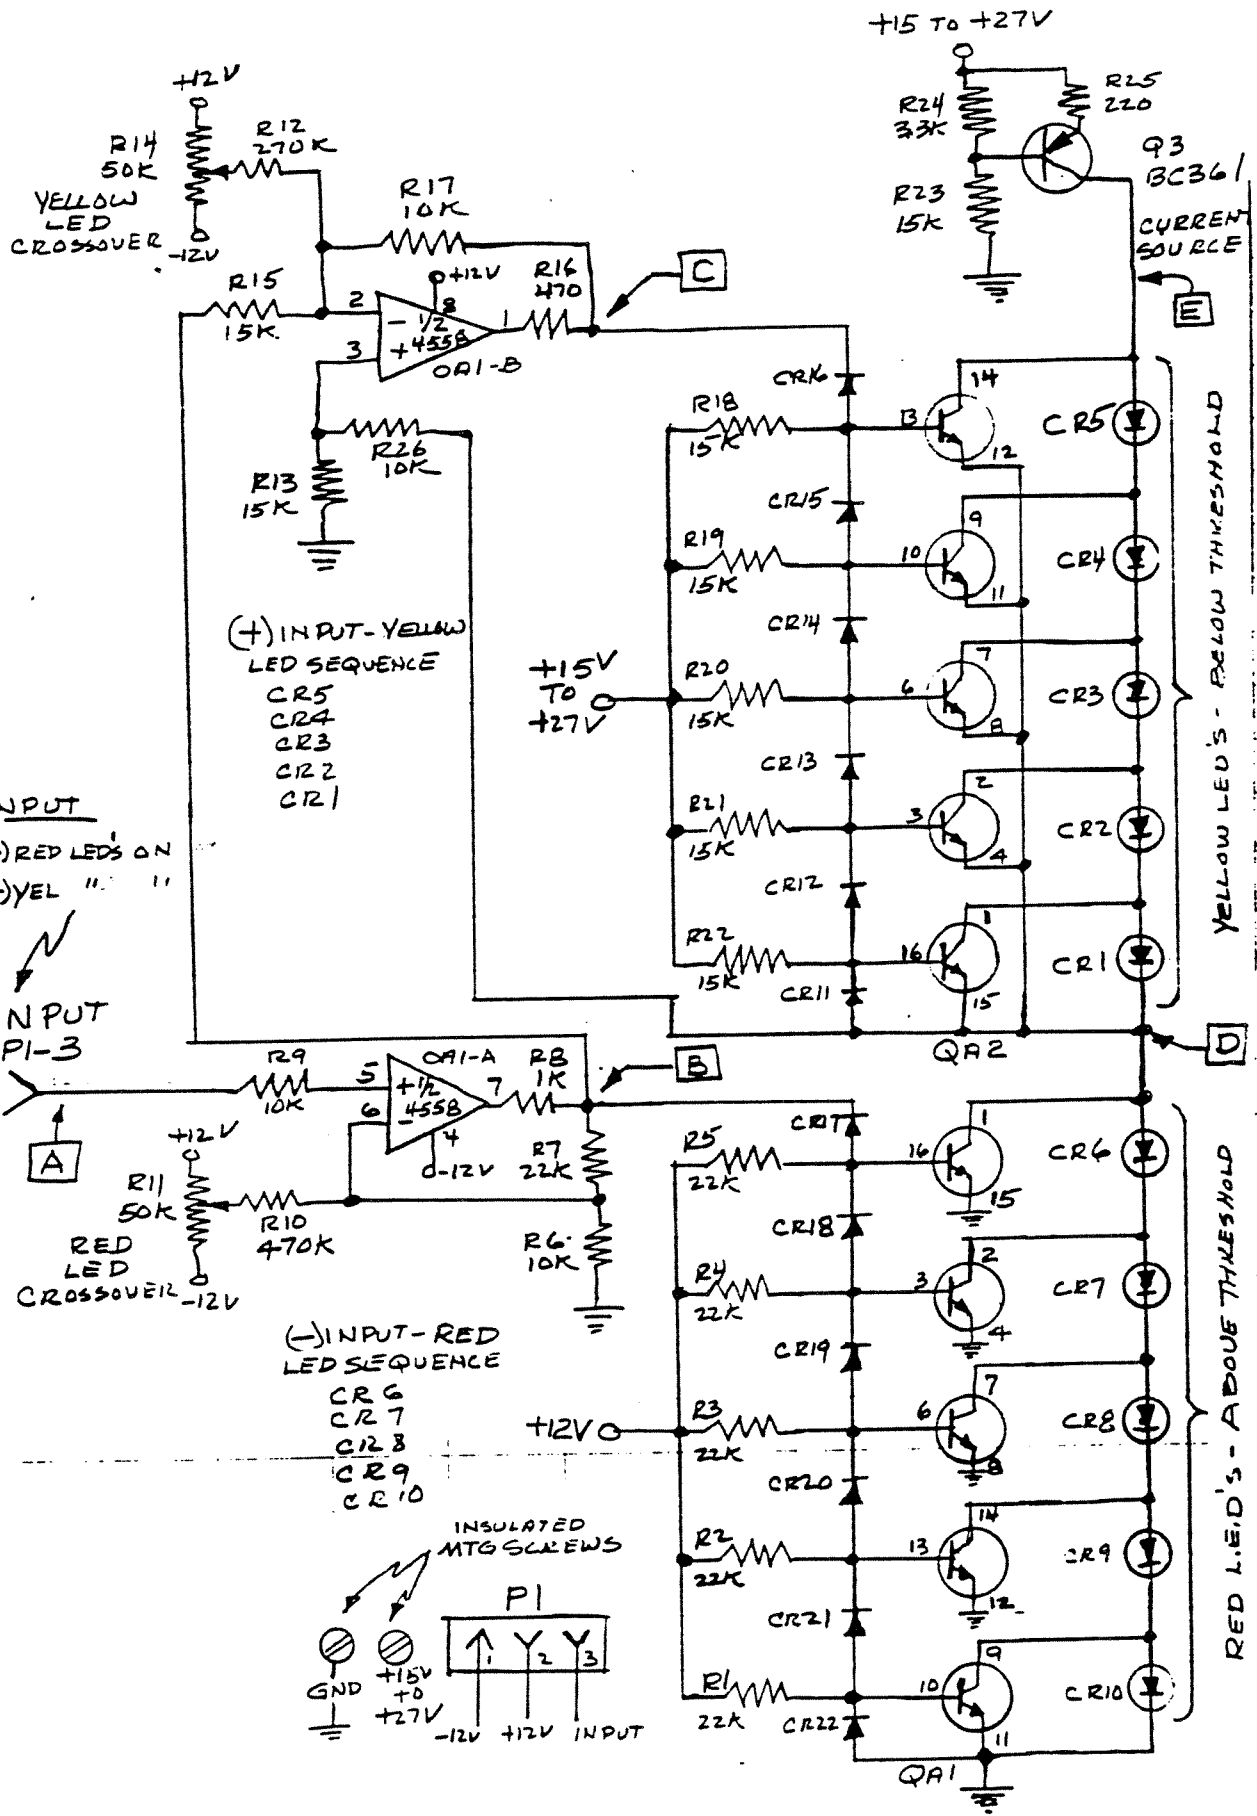 +15 TO +27V
R24
3.3K
R25
220
Q3
BC361
R23
15K
CURREN
SOURCE
E
+12V
R14
50K
R12
270K
YELLOW
LED
CROSSOVER
-12V
R17
10K
+12V
R16
470
C
R15
15K
2
-
1/2
8
4558
1
3
+
OA1-B
R26
10K
R13
15K
CR16
R18
15K
13
14
12
CR5
CR15
R19
15K
10
9
11
CR4
CR14
R20
15K
6
7
8
CR3
CR13
R21
15K
3
2
4
CR2
CR12
R22
15K
16
1
15
CR1
CR11
QA2
D
+15V
TO
+27V
YELLOW LED'S - BELOW THRESHOLD
(+) INPUT-YELLOW
LED SEQUENCE
CR5
CR4
CR3
CR2
CR1
NPUT
-) RED LED'S ON
-) YEL " "
NPUT
P1-3
A
R9
10K
5
+
1/2
OA1-A
4558
7
6
-
4
-12V
R8
1K
B
R7
22K
+12V
R11
50K
R10
470K
RED
LED
CROSSOVER
-12V
R6
10K
CR17
R5
22K
16
1
15
CR6
CR18
R4
22K
3
2
4
CR7
CR19
R3
22K
6
7
8
CR8
CR20
R2
22K
13
14
12
CR9
CR21
R1
22K
10
9
11
CR10
CR22
QA1
+12V
RED L.E.D'S - ABOVE THRESHOLD
(-) INPUT-RED
LED SEQUENCE
CR6
CR7
CR8
CR9
CR10
INSULATED
MTG SCREWS
GND
+15V
TO
+27V
P1
1
2
3
-12V
+12V
INPUT